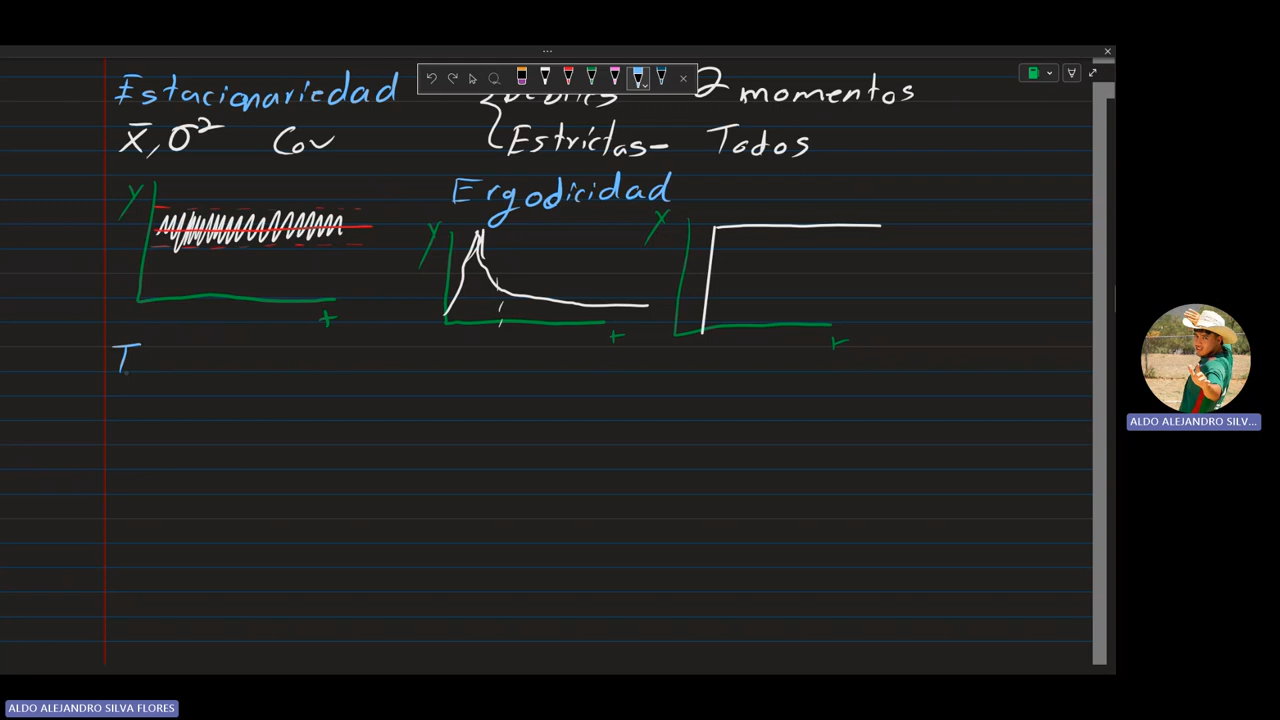 Estacionariedad 2 momentos
x̄, σ² Cov Estrictas- Todos
Ergodicidad
y y x
t t t
T
ALDO ALEJANDRO SILV...
ALDO ALEJANDRO SILVA FLORES